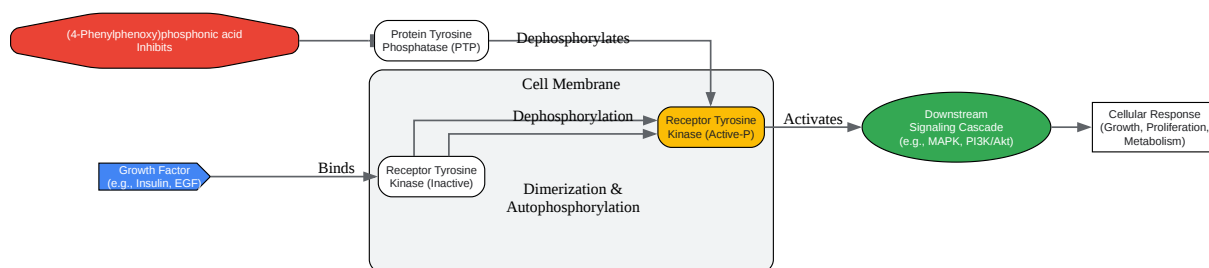 (4-Phenylphenoxy)phosphonic acid
Inhibits
Protein Tyrosine
Phosphatase (PTP)
Dephosphorylates
Cell Membrane
Dephosphorylation
Receptor Tyrosine
Kinase (Active-P)
Activates
Downstream
Signaling Cascade
(e.g., MAPK, PI3K/Akt)
Cellular Response
(Growth, Proliferation,
Metabolism)
Growth Factor
(e.g., Insulin, EGF)
Binds
Receptor Tyrosine
Kinase (Inactive)
Dimerization &
Autophosphorylation